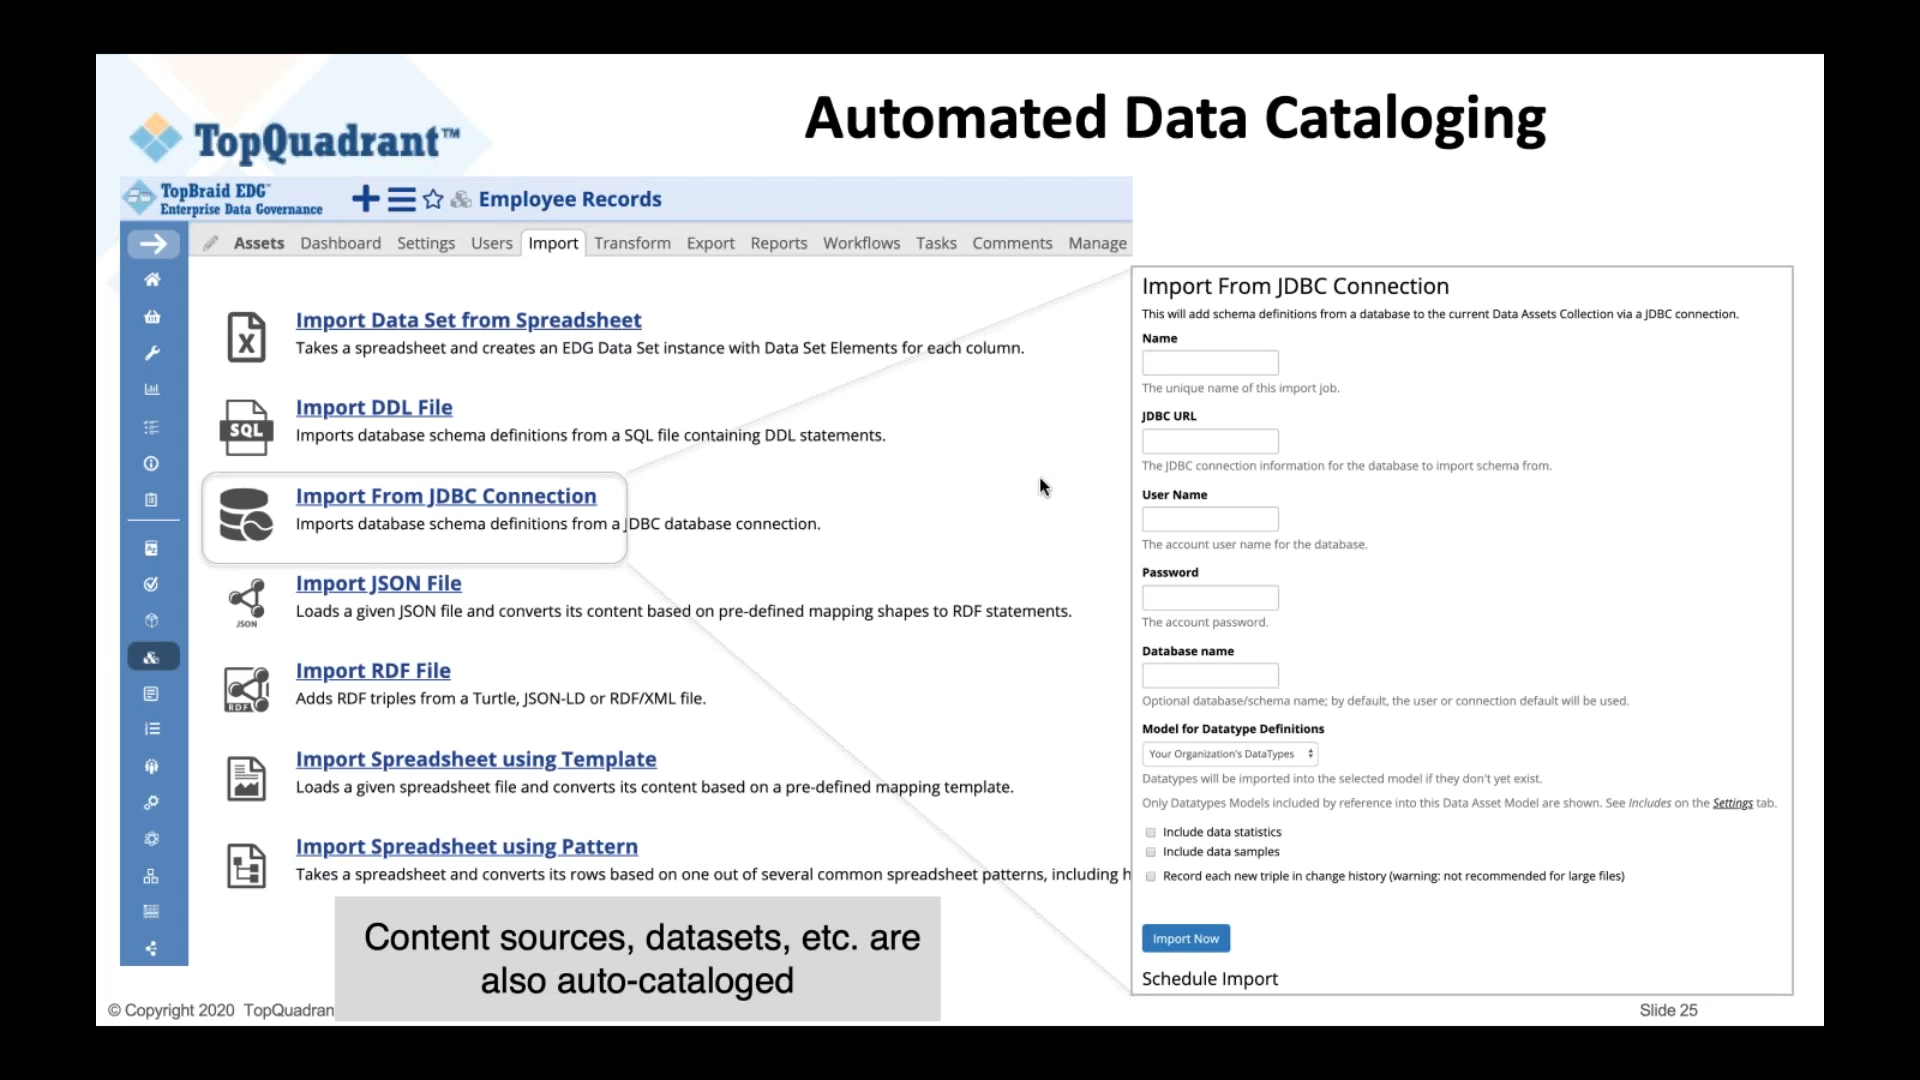 TopQuadrant™
Automated Data Cataloging
TopBraid EDG™
Enterprise Data Governance
Employee Records
Assets Dashboard Settings Users Import Transform Export Reports Workflows Tasks Comments Manage
Import Data Set from Spreadsheet
Takes a spreadsheet and creates an EDG Data Set instance with Data Set Elements for each column.
SQL
Import DDL File
Imports database schema definitions from a SQL file containing DDL statements.
Import From JDBC Connection
Imports database schema definitions from a JDBC database connection.
JSON
Import JSON File
Loads a given JSON file and converts its content based on pre-defined mapping shapes to RDF statements.
RDF
Import RDF File
Adds RDF triples from a Turtle, JSON-LD or RDF/XML file.
Import Spreadsheet using Template
Loads a given spreadsheet file and converts its content based on a pre-defined mapping template.
Import Spreadsheet using Pattern
Takes a spreadsheet and converts its rows based on one out of several common spreadsheet patterns, including h
Import From JDBC Connection
This will add schema definitions from a database to the current Data Assets Collection via a JDBC connection.
Name
The unique name of this import job.
JDBC URL
The JDBC connection information for the database to import schema from.
User Name
The account user name for the database.
Password
The account password.
Database name
Optional database/schema name; by default, the user or connection default will be used.
Model for Datatype Definitions
Your Organization's DataTypes
Datatypes will be imported into the selected model if they don't yet exist.
Only Datatypes Models included by reference into this Data Asset Model are shown. See Includes on the Settings tab.
Include data statistics
Include data samples
Record each new triple in change history (warning: not recommended for large files)
Import Now
Schedule Import
Content sources, datasets, etc. are
also auto-cataloged
© Copyright 2020 TopQuadran
Slide 25